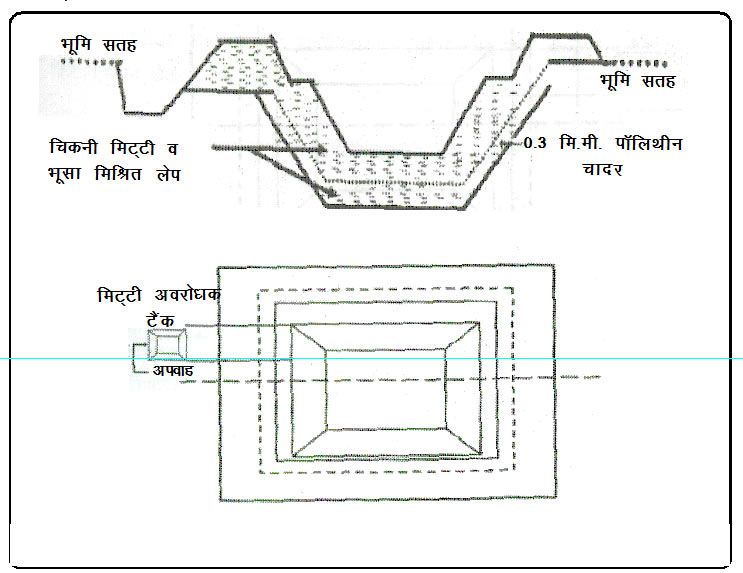 भूमि सतह
भूमि सतह
चिकनी मिट्टी व
भूसा मिश्रित लेप
0.3 मि.मी. पॉलिथीन
चादर
मिट्टी अवरोधक
टैंक
अपवाह